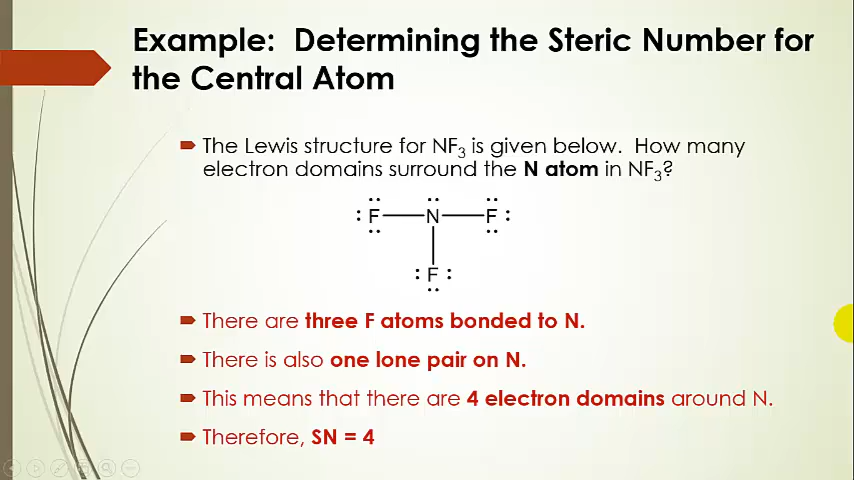 Example: Determining the Steric Number for
the Central Atom
The Lewis structure for NF₃ is given below. How many
electron domains surround the N atom in NF₃?
:F—N—F:
:F:
There are three F atoms bonded to N.
There is also one lone pair on N.
This means that there are 4 electron domains around N.
Therefore, SN = 4